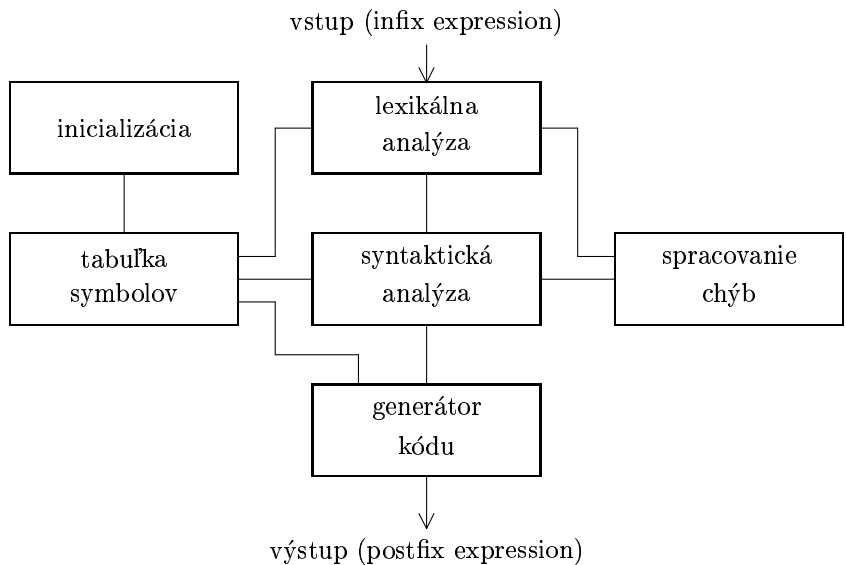 vstup (infix expression)
inicializácia
lexikálna
analýza
tabuľka
symbolov
syntaktická
analýza
spracovanie
chýb
generátor
kódu
výstup (postfix expression)